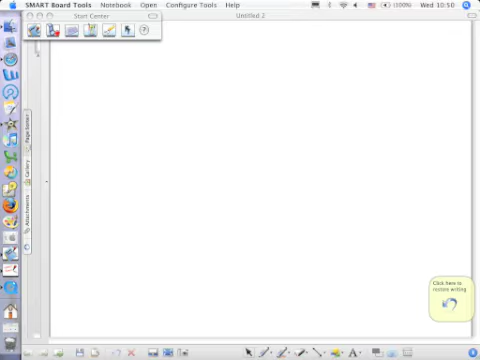 SMART Board Tools Notebook Open Configure Tools Help (100%) Wed 10:50
Start Center
Untitled 2
Page Sorter
Gallery
Attachments
Click here to
restore writing